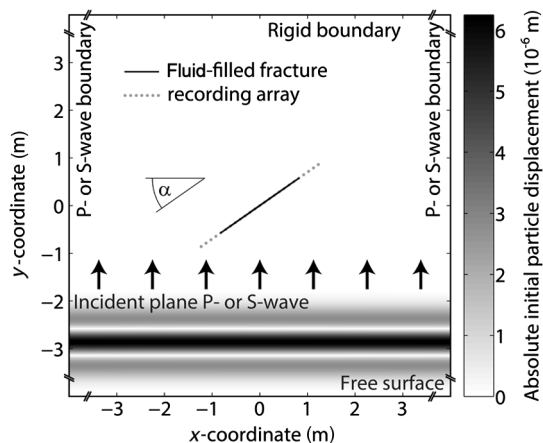 Rigid boundary
P- or S-wave boundary
P- or S-wave boundary
Fluid-filled fracture
recording array
α
Incident plane P- or S-wave
Free surface
3
2
1
0
−1
−2
−3
y-coordinate (m)
−3 −2 −1 0 1 2 3
x-coordinate (m)
6
5
4
3
2
1
0
Absolute initial particle displacement (10⁻⁶ m)